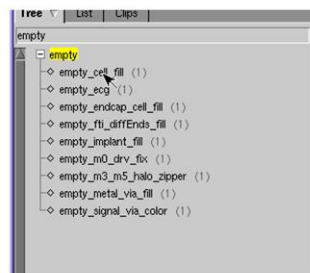 Tree List Clips
empty
empty
empty_cell_fill (1)
empty_ecg (1)
empty_endcap_cell_fill (1)
empty_fti_diffEnds_fill (1)
empty_implant_fill (1)
empty_m0_drv_fix (1)
empty_m3_m5_halo_zipper (1)
empty_metal_via_fill (1)
empty_signal_via_color (1)